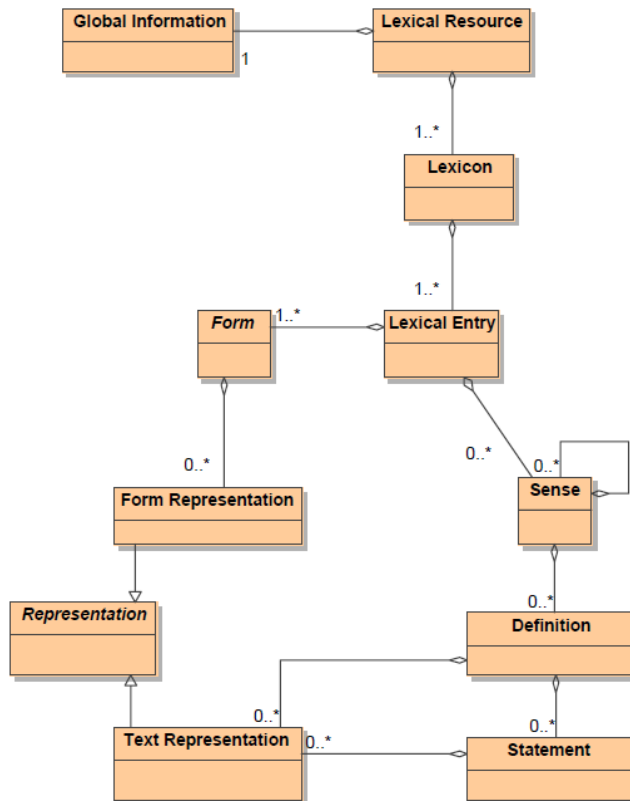 Global Information
Lexical Resource
1
1..*
Lexicon
1..*
Form
1..*
Lexical Entry
0..*
0..*
0..*
Form Representation
Sense
0..*
Representation
Definition
0..*
0..*
0..*
Text Representation
Statement